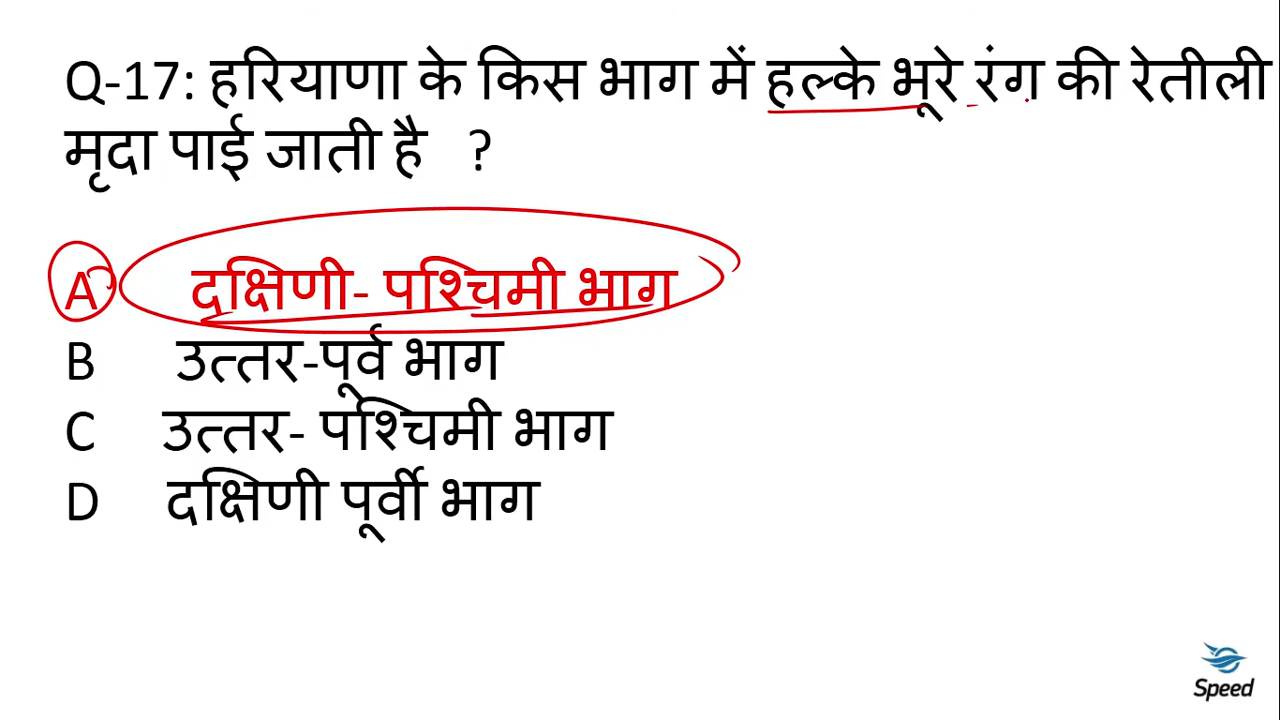 Q-17: हरियाणा के किस भाग में हल्के भूरे रंग की रेतीली
मृदा पाई जाती है ?
A दक्षिणी- पश्चिमी भाग
B उत्तर-पूर्व भाग
C उत्तर- पश्चिमी भाग
D दक्षिणी पूर्वी भाग
Speed